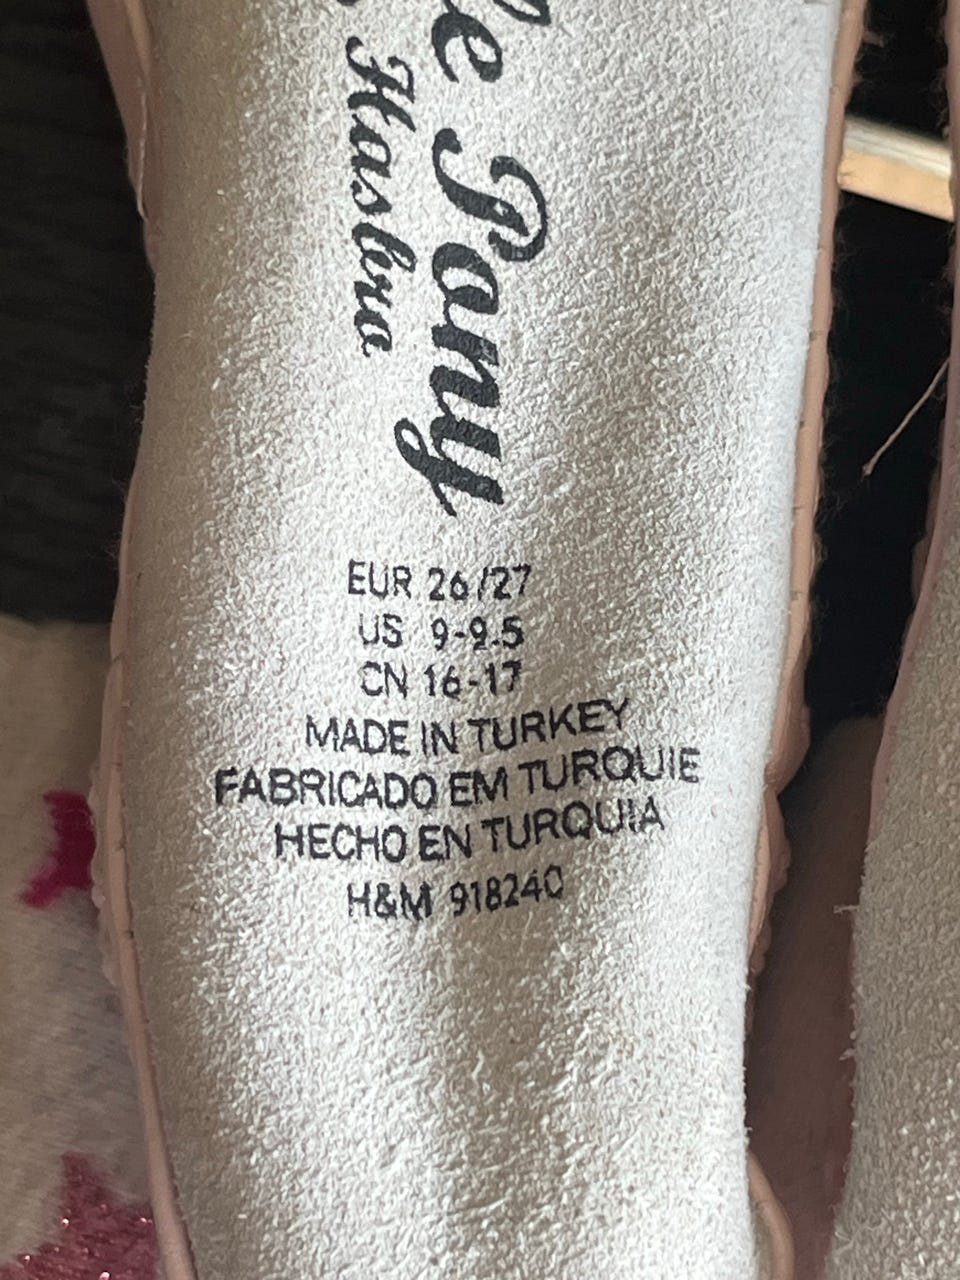 le Pony
Hasbro
EUR 26/27
US 9-9.5
CN 16-17
MADE IN TURKEY
FABRICADO EM TURQUIE
HECHO EN TURQUIA
H&M 918240